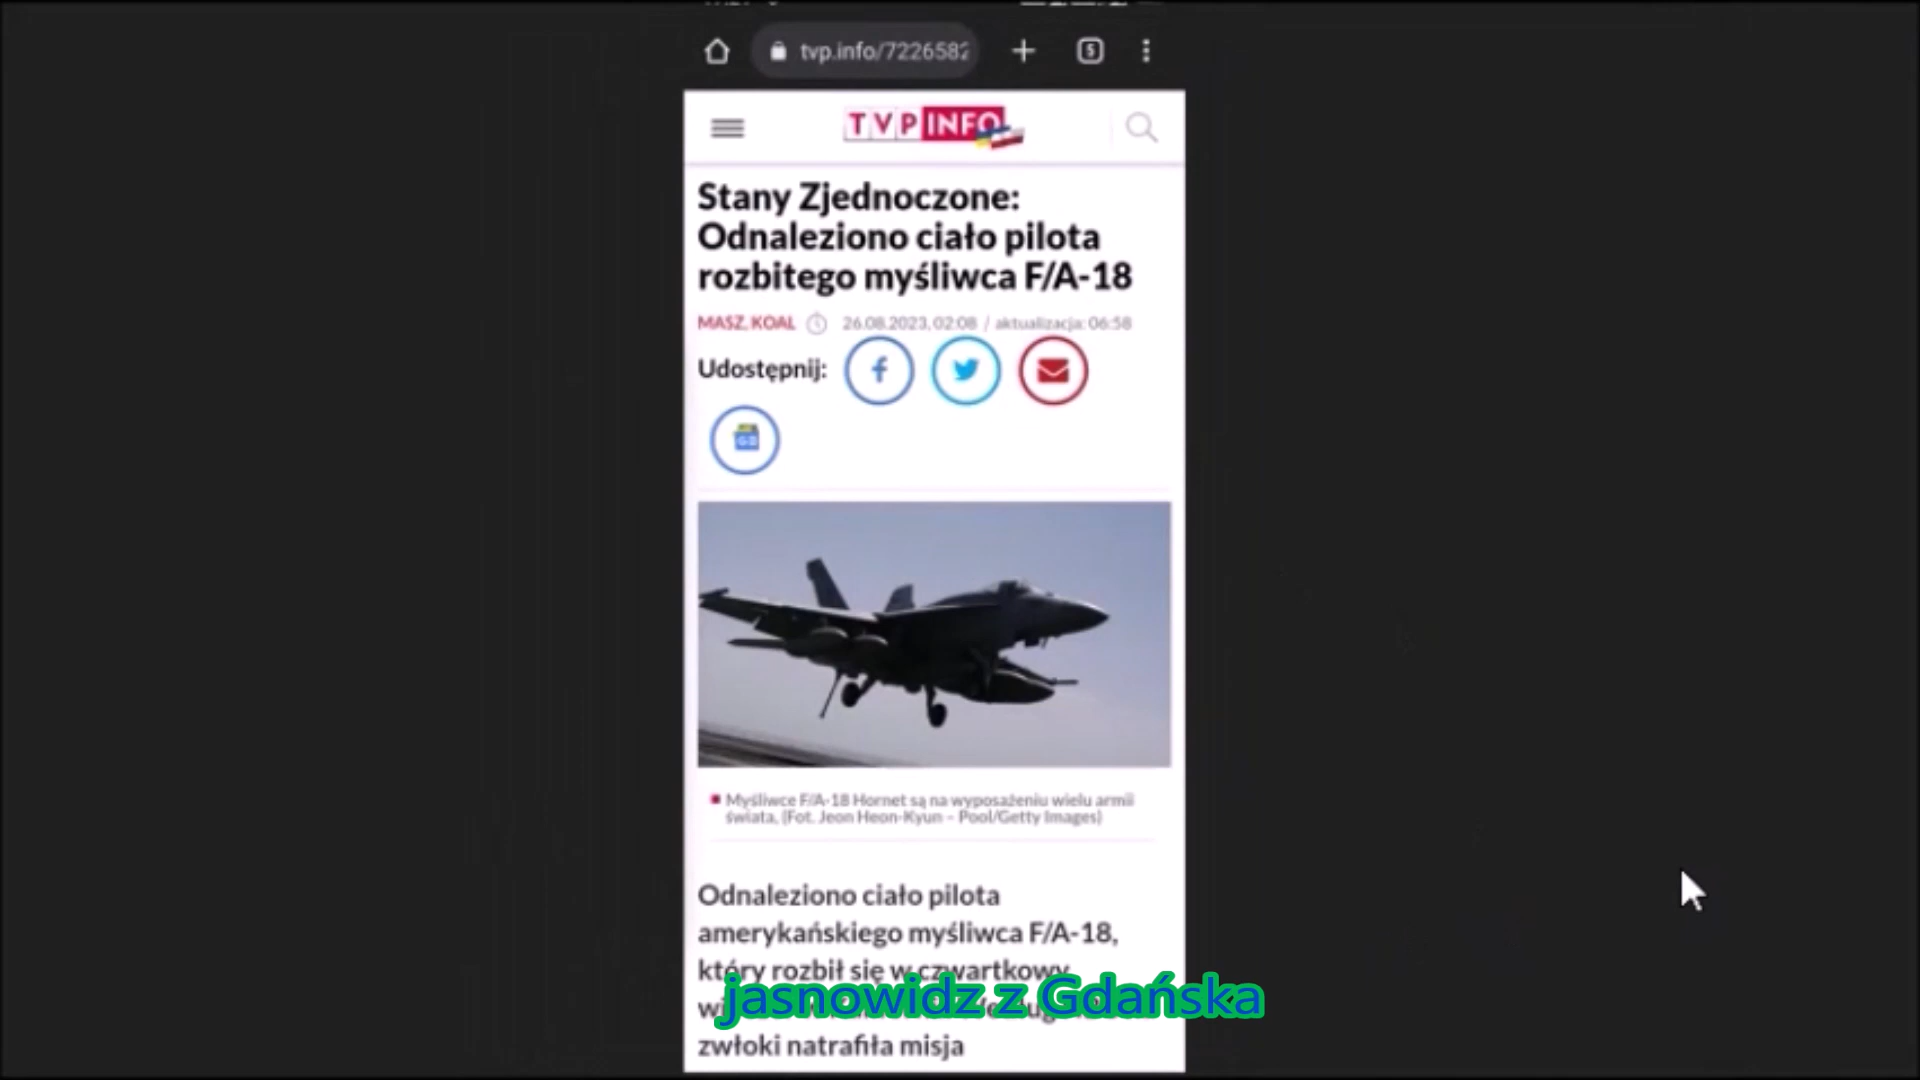 tvp.info/7226582
5
TVP INFO
Stany Zjednoczone:
Odnaleziono ciało pilota
rozbitego myśliwca F/A-18
MASZ, KOAL 26.08.2023, 02:08 / aktualizacja: 06:58
Udostępnij:
GB
Myśliwce F/A-18 Hornet są na wyposażeniu wielu armii
świata, (Fot. Jeon Heon-Kyun – Pool/Getty Images)
Odnaleziono ciało pilota
amerykańskiego myśliwca F/A-18,
który rozbił się w czwartkowy
jasnowidz z Gdańska
zwłoki natrafiła misja